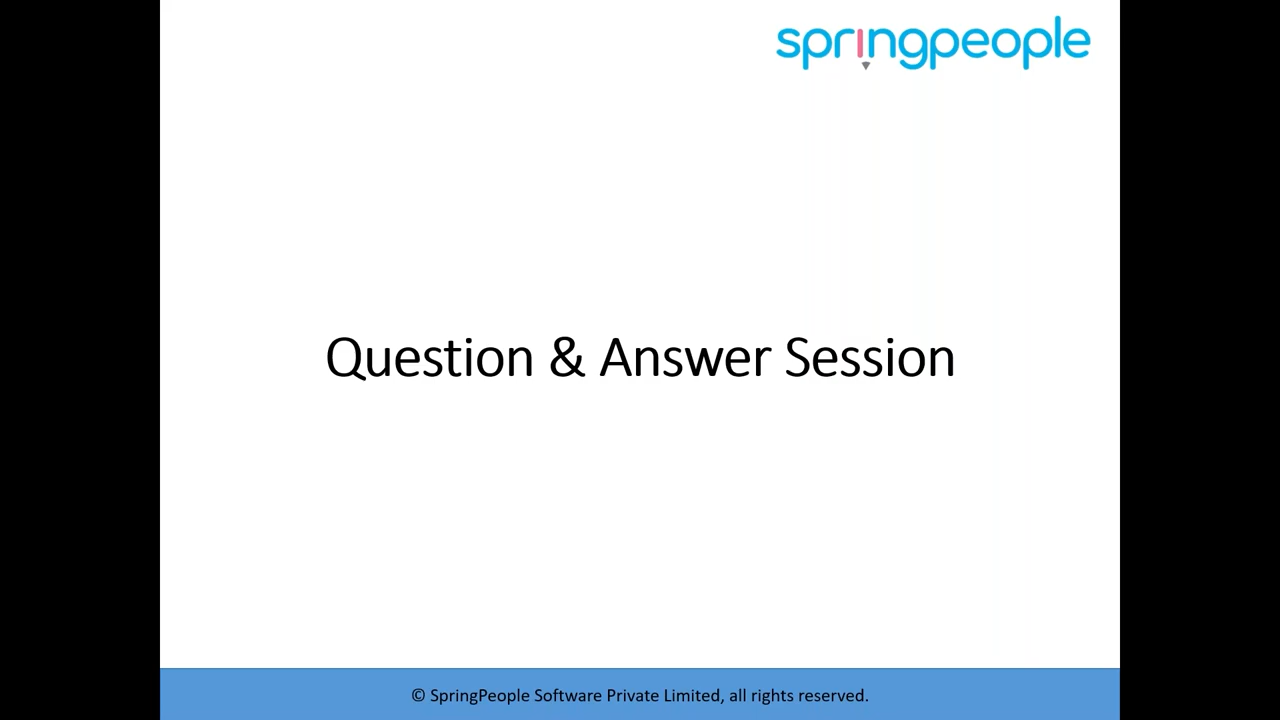 springpeople
Question & Answer Session
© SpringPeople Software Private Limited, all rights reserved.